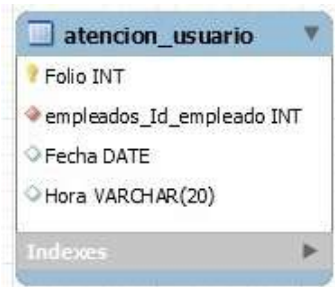 atencion_usuario
Folio INT
empleados_Id_empleado INT
Fecha DATE
Hora VARCHAR(20)
Indexes